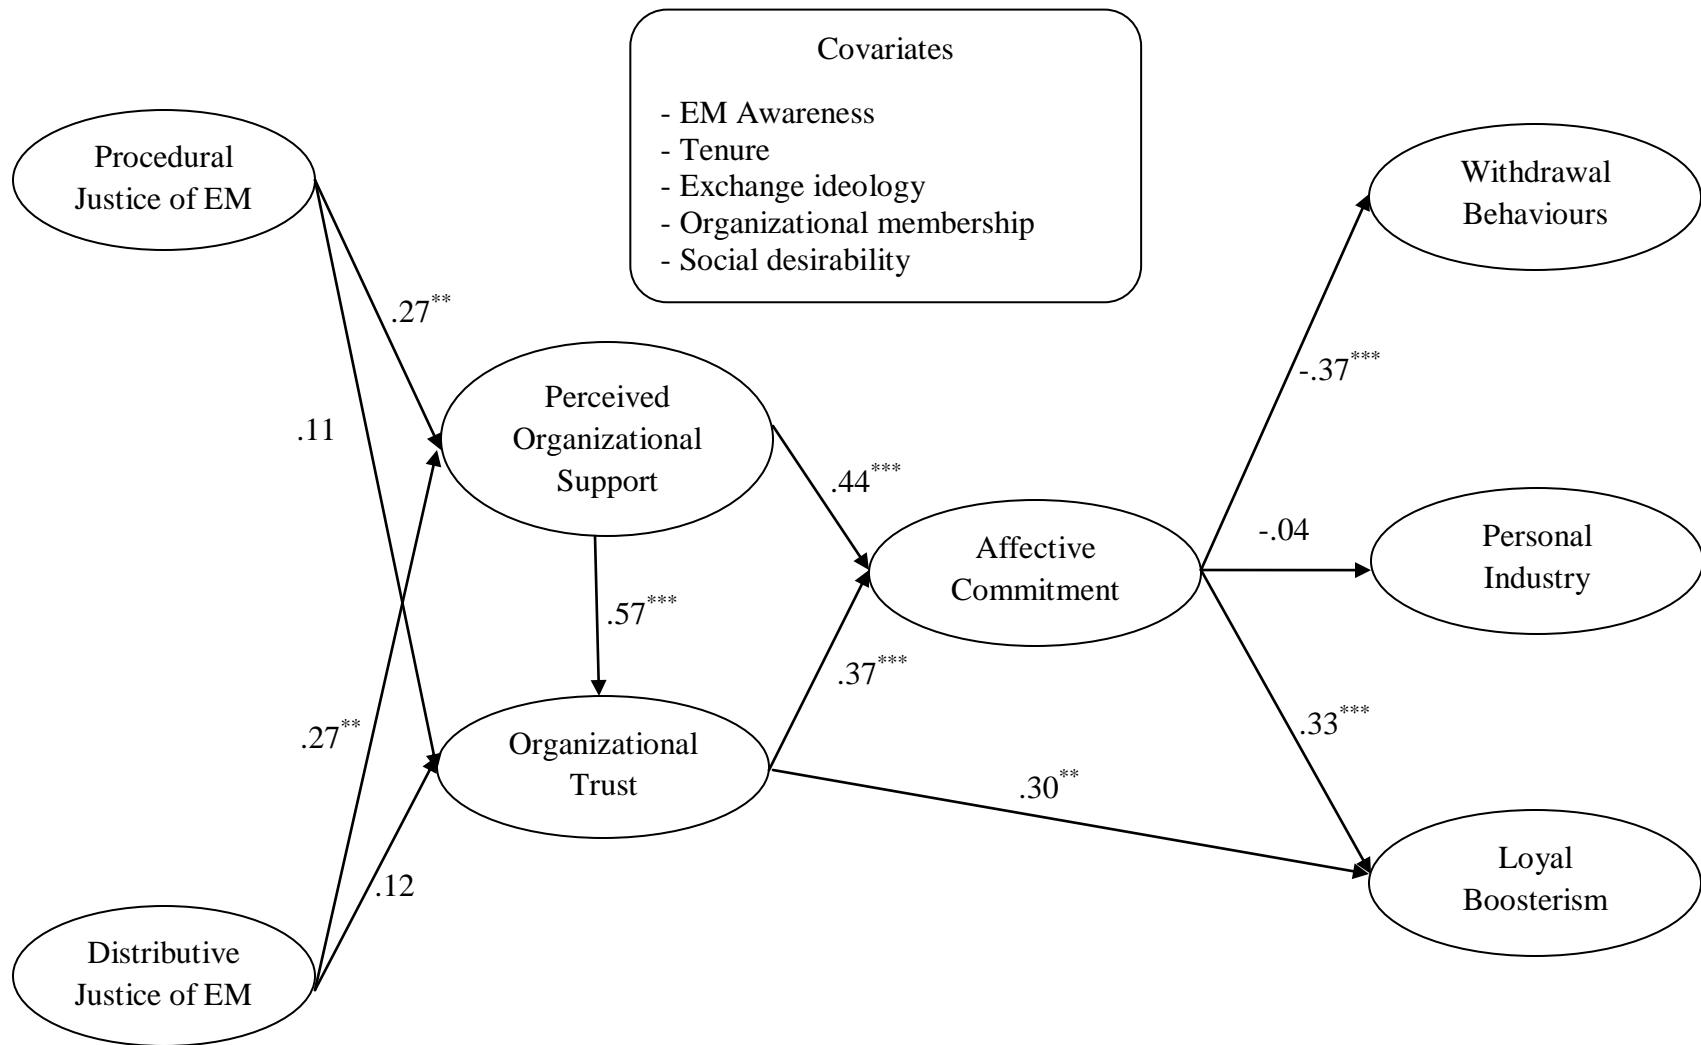 Covariates
- EM Awareness
- Tenure
- Exchange ideology
- Organizational membership
- Social desirability
Procedural
Justice of EM
Withdrawal
Behaviours
.27**
-.37***
Perceived
Organizational
Support
.11
.44***
Affective
Commitment
-.04
Personal
Industry
.57***
.37***
.27**
.33***
Organizational
Trust
.30**
.12
Loyal
Boosterism
Distributive
Justice of EM